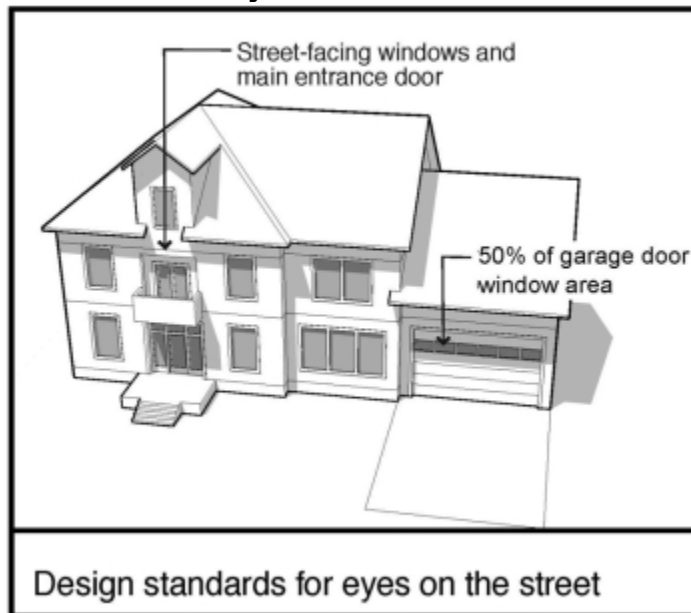 Street-facing windows and
main entrance door
50% of garage door
window area
Design standards for eyes on the street